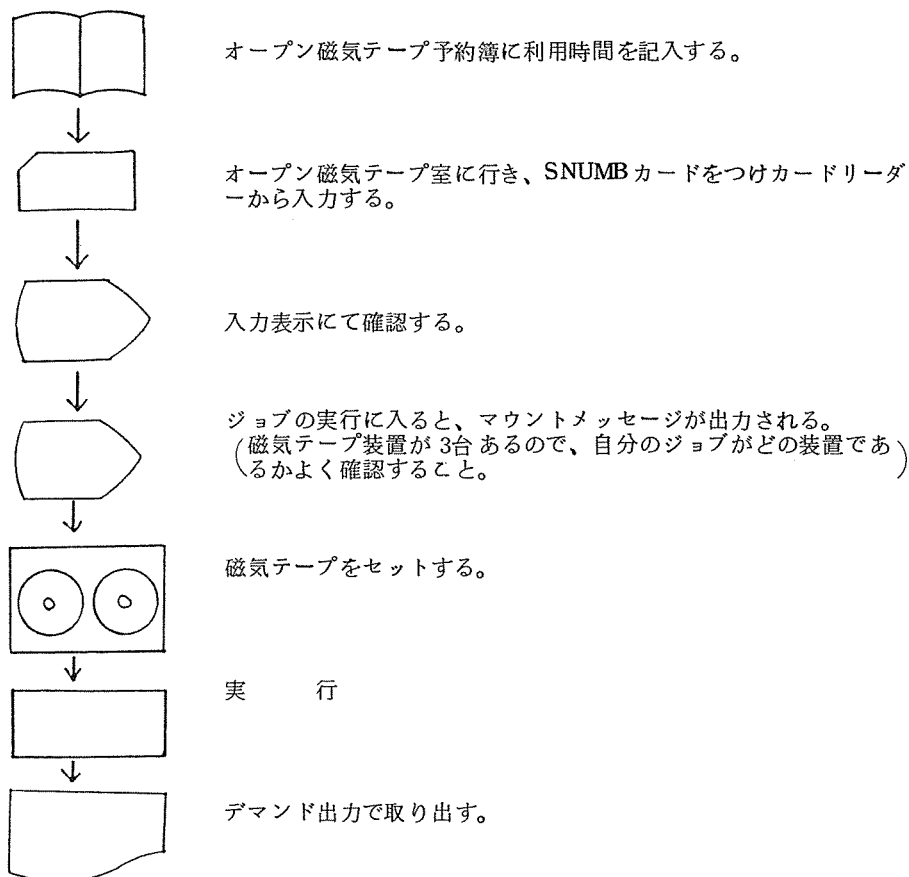 オープン磁気テープ予約簿に利用時間を記入する。
オープン磁気テープ室に行き、SNUMBカードをつけカードリーダ
ーから入力する。
入力表示にて確認する。
ジョブの実行に入ると、マウントメッセージが出力される。
(磁気テープ装置が3台あるので、自分のジョブがどの装置であ
るかよく確認すること。)
磁気テープをセットする。
実　　行
デマンド出力で取り出す。